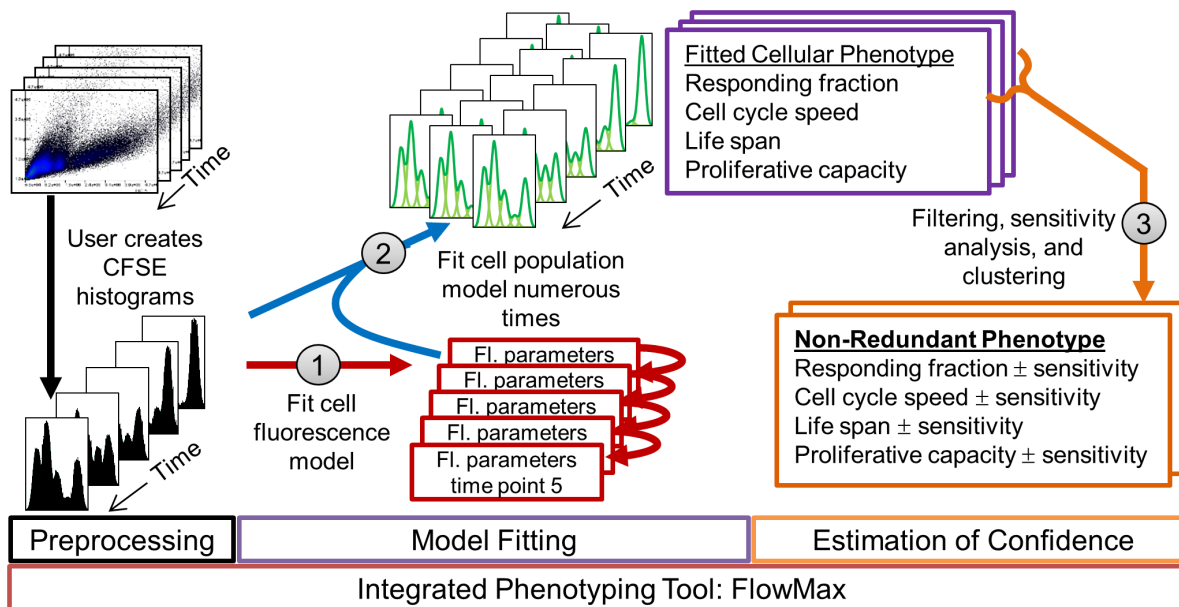 Time
User creates
CFSE
histograms
Time
1
Fit cell
fluorescence
model
2
Fl. parameters
Fl. parameters
Fl. parameters
Fl. parameters
Fl. parameters
time point 5
Time
Fit cell population
model numerous
times
Fitted Cellular Phenotype
Responding fraction
Cell cycle speed
Life span
Proliferative capacity
3
Filtering, sensitivity
analysis, and
clustering
Non-Redundant Phenotype
Responding fraction ± sensitivity
Cell cycle speed ± sensitivity
Life span ± sensitivity
Proliferative capacity ± sensitivity
Preprocessing
Model Fitting
Estimation of Confidence
Integrated Phenotyping Tool: FlowMax